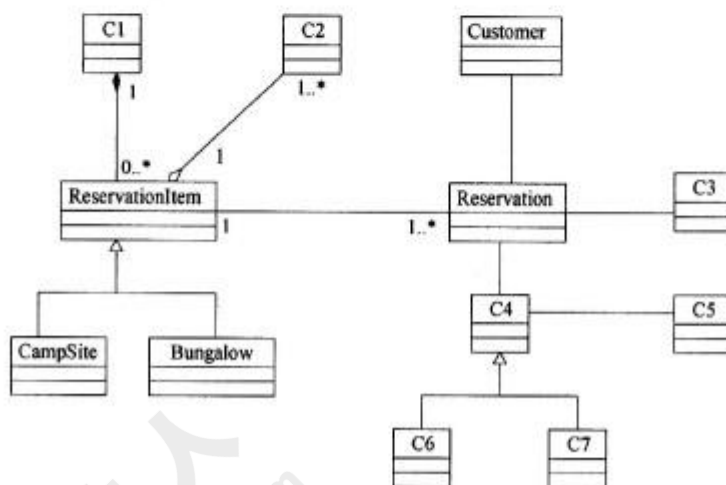 C1
C2
Customer
1
1..*
0..*
1
ReservationItem
Reservation
C3
1
1..*
C4
C5
CampSite
Bungalow
C6
C7